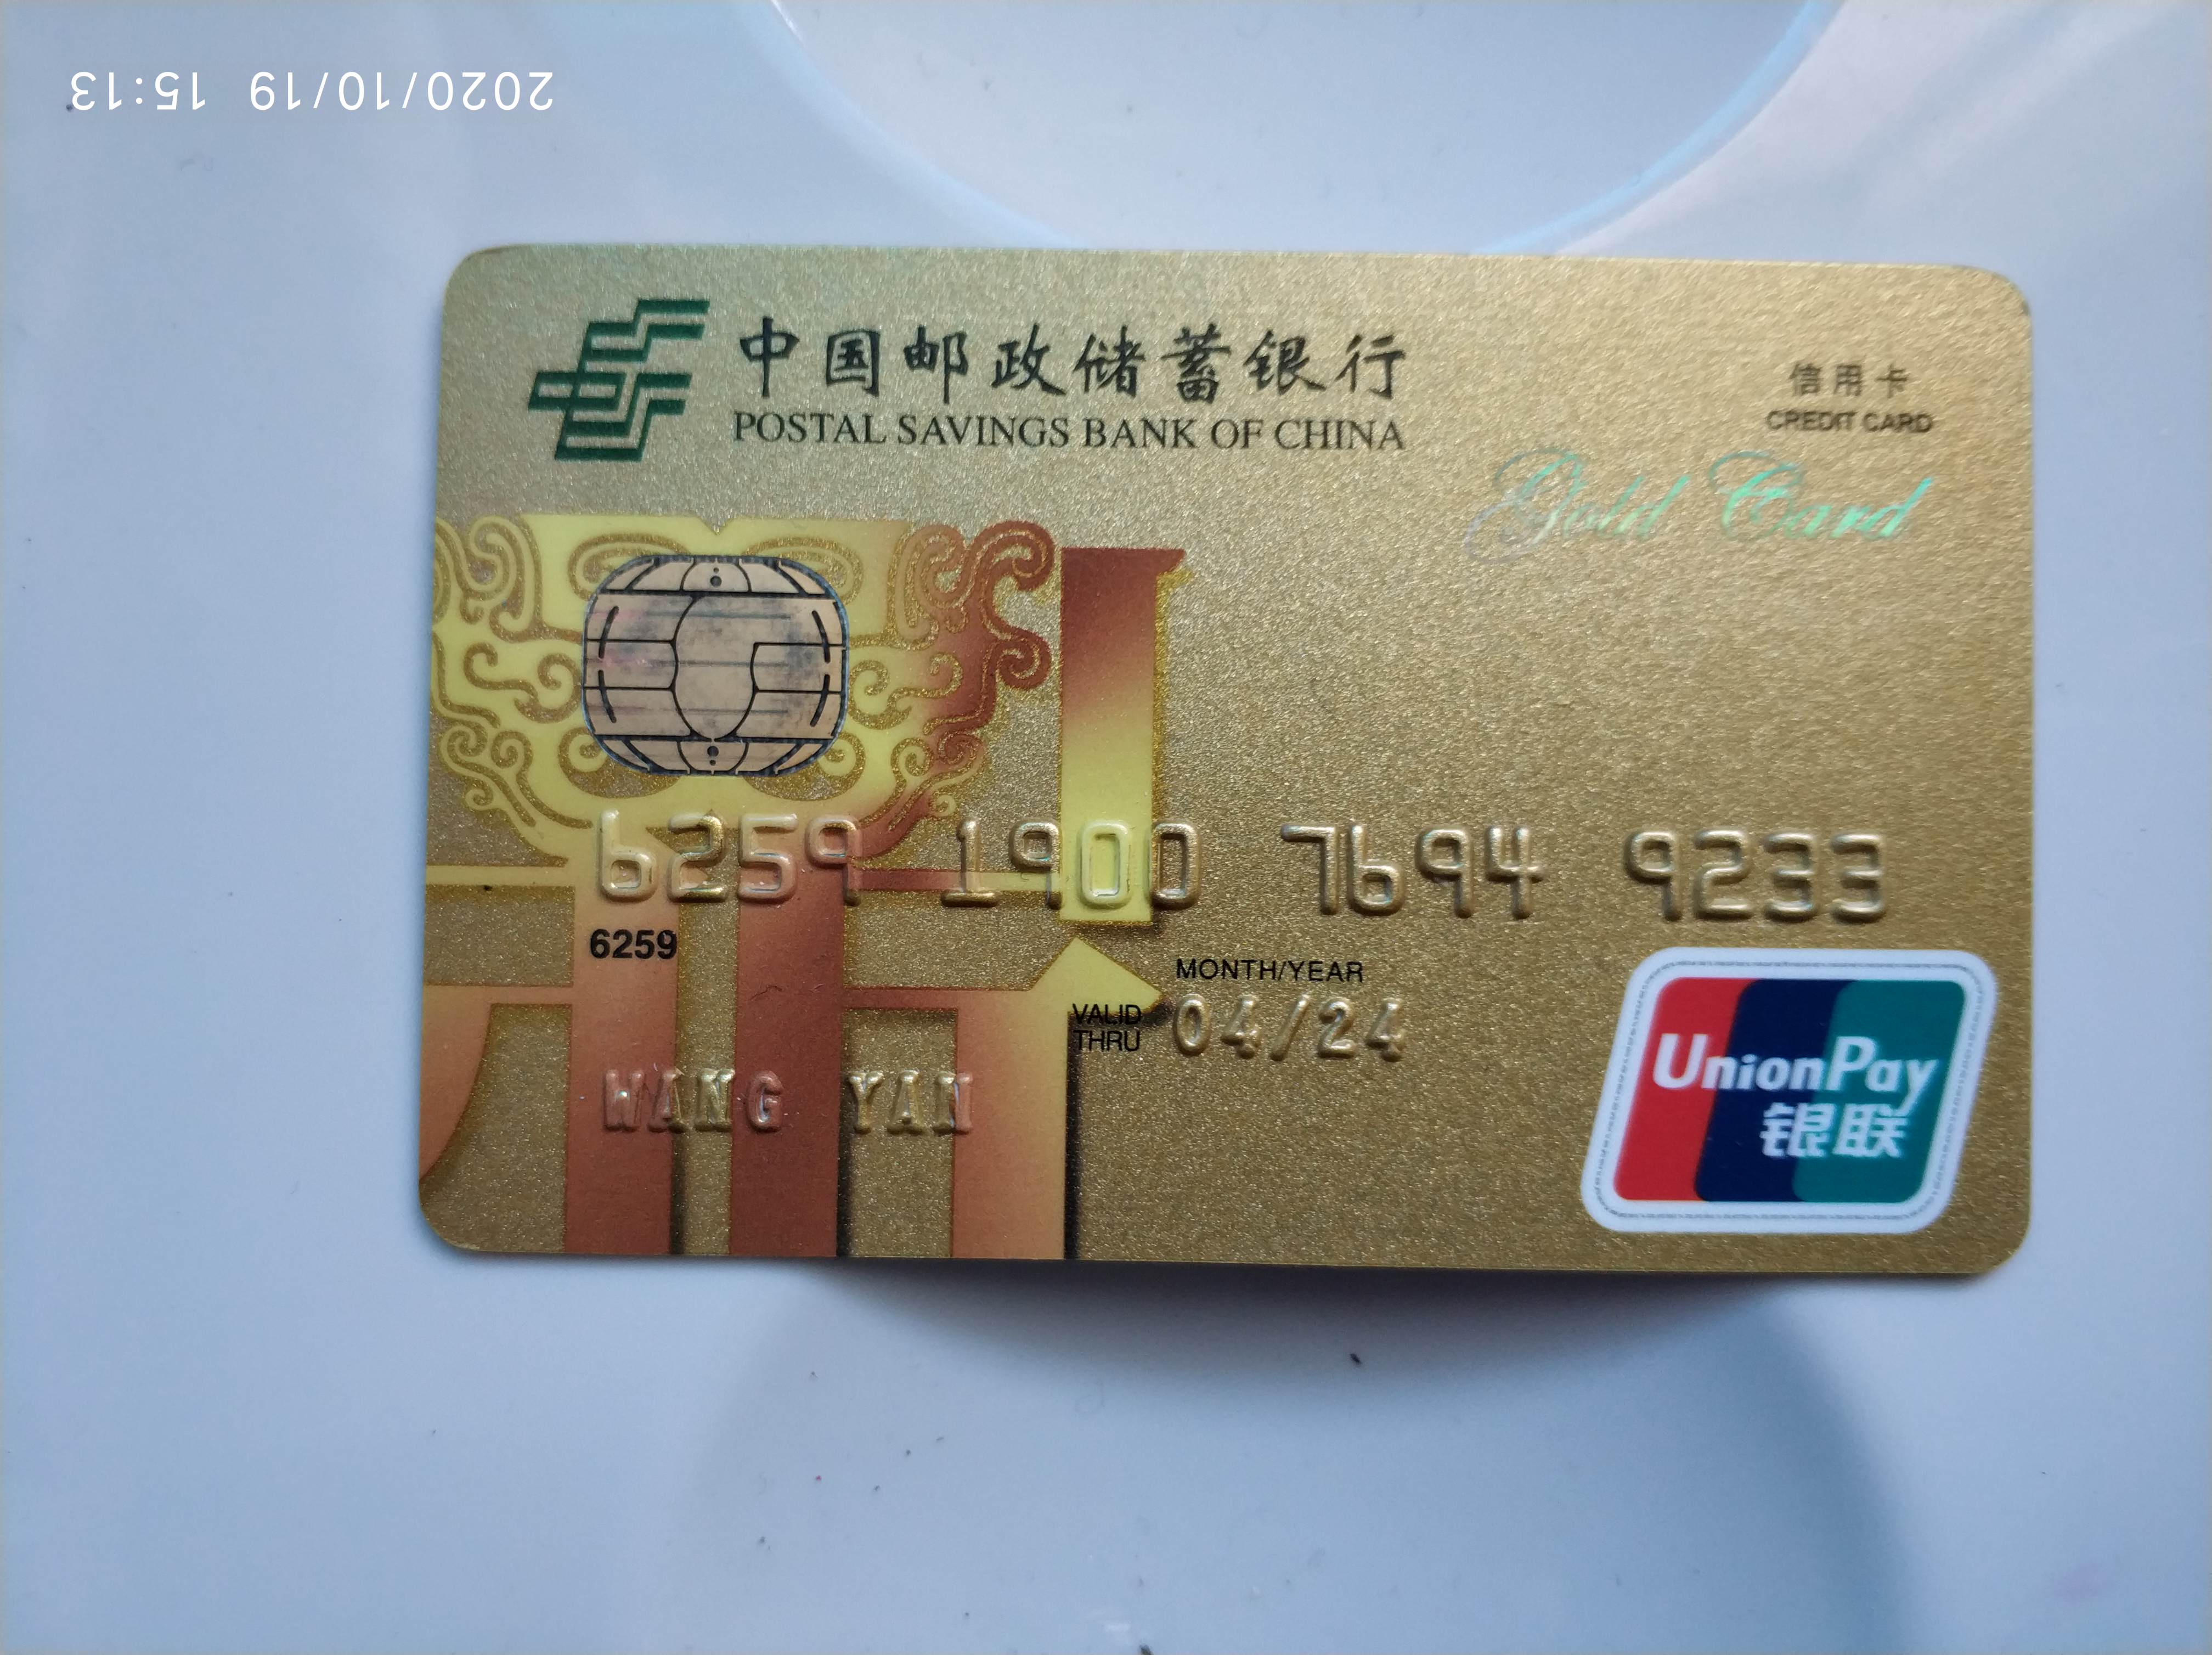 中国邮政储蓄银行
POSTAL SAVINGS BANK OF CHINA
信用卡
CREDIT CARD
Gold Card
6259 1900 7694 9233
6259
MONTH/YEAR
VALID THRU 04/24
WANG YAN
UnionPay
银联
2020/10/19 15:13